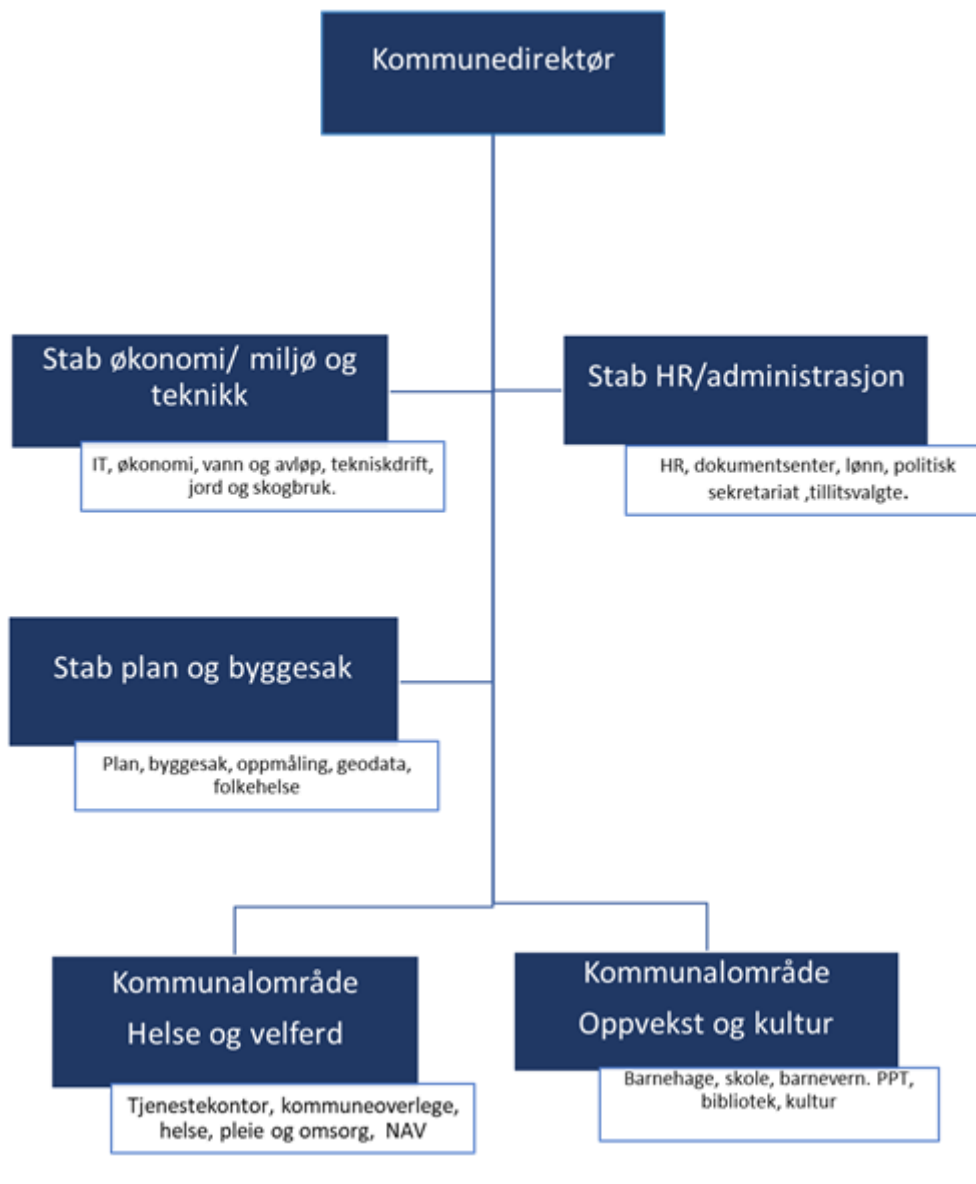 Kommunedirektør
Stab økonomi/ miljø og
teknikk
IT, økonomi, vann og avløp, tekniskdrift,
jord og skogbruk.
Stab HR/administrasjon
HR, dokumentsenter, lønn, politisk
sekretariat ,tillitsvalgte.
Stab plan og byggesak
Plan, byggesak, oppmåling, geodata,
folkehelse
Kommunalområde
Helse og velferd
Tjenestekontor, kommuneoverlege,
helse, pleie og omsorg, NAV
Kommunalområde
Oppvekst og kultur
Barnehage, skole, barnevern. PPT,
bibliotek, kultur